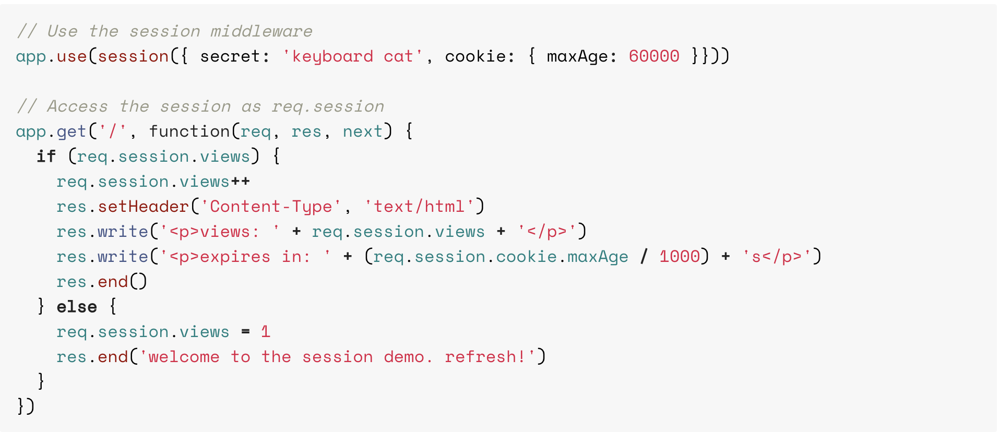 // Use the session middleware
app.use(session({ secret: 'keyboard cat', cookie: { maxAge: 60000 }}))

// Access the session as req.session
app.get('/', function(req, res, next) {
  if (req.session.views) {
    req.session.views++
    res.setHeader('Content-Type', 'text/html')
    res.write('<p>views: ' + req.session.views + '</p>')
    res.write('<p>expires in: ' + (req.session.cookie.maxAge / 1000) + 's</p>')
    res.end()
  } else {
    req.session.views = 1
    res.end('welcome to the session demo. refresh!')
  }
})